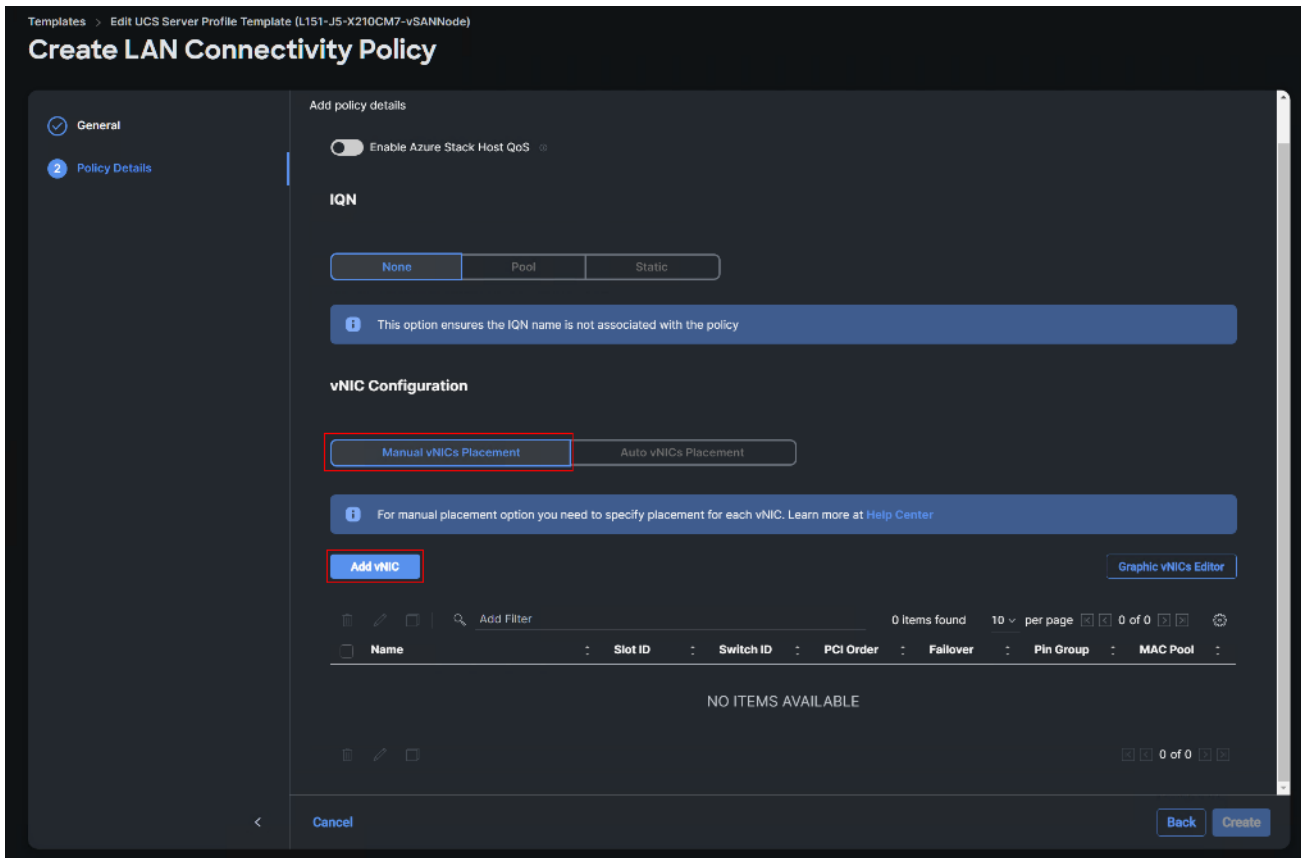 Templates > Edit UCS Server Profile Template (L151-J5-X210CM7-vSANNode)
Create LAN Connectivity Policy
General
2 Policy Details
Add policy details
Enable Azure Stack Host QoS
IQN
None Pool Static
This option ensures the IQN name is not associated with the policy
vNIC Configuration
Manual vNICs Placement Auto vNICs Placement
For manual placement option you need to specify placement for each vNIC. Learn more at Help Center
Add vNIC Graphic vNICs Editor
Add Filter 0 items found 10 per page 0 of 0
Name Slot ID Switch ID PCI Order Failover Pin Group MAC Pool
NO ITEMS AVAILABLE
0 of 0
Cancel Back Create